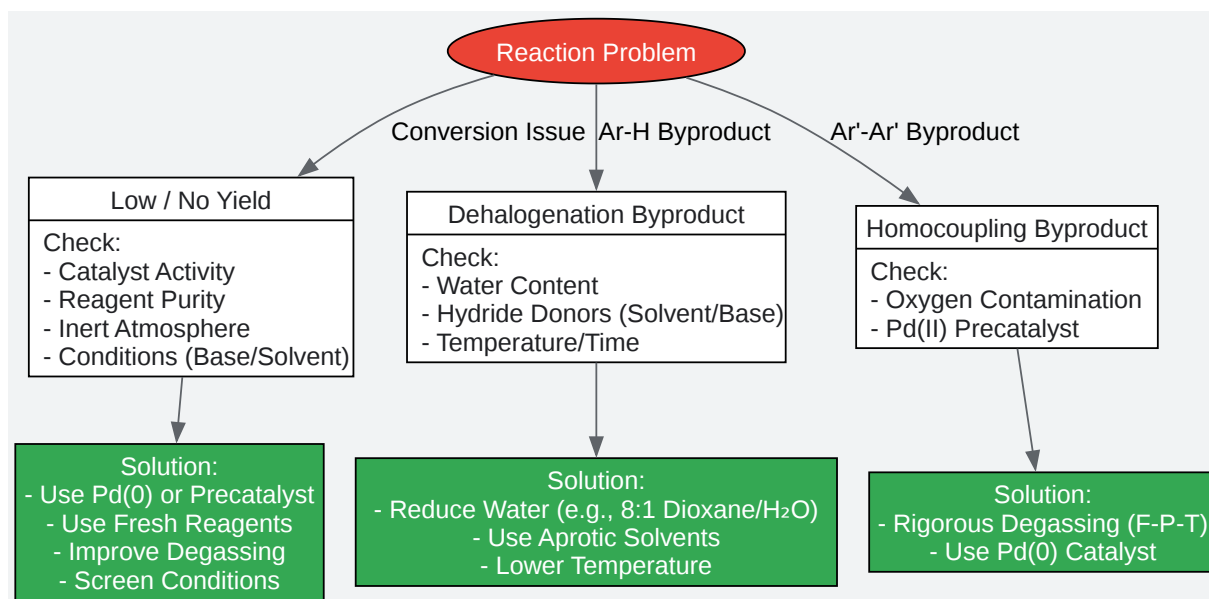 Reaction Problem
Conversion Issue
Ar-H Byproduct
Ar'-Ar' Byproduct
Low / No Yield
Check:
- Catalyst Activity
- Reagent Purity
- Inert Atmosphere
- Conditions (Base/Solvent)
Dehalogenation Byproduct
Check:
- Water Content
- Hydride Donors (Solvent/Base)
- Temperature/Time
Homocoupling Byproduct
Check:
- Oxygen Contamination
- Pd(II) Precatalyst
Solution:
- Use Pd(0) or Precatalyst
- Use Fresh Reagents
- Improve Degassing
- Screen Conditions
Solution:
- Reduce Water (e.g., 8:1 Dioxane/H₂O)
- Use Aprotic Solvents
- Lower Temperature
Solution:
- Rigorous Degassing (F-P-T)
- Use Pd(0) Catalyst